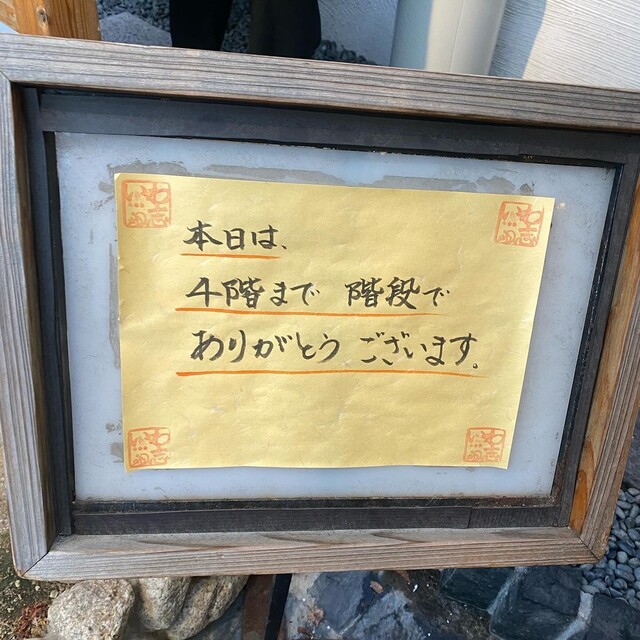 本日は、
4階まで 階段で
ありがとう ございます。